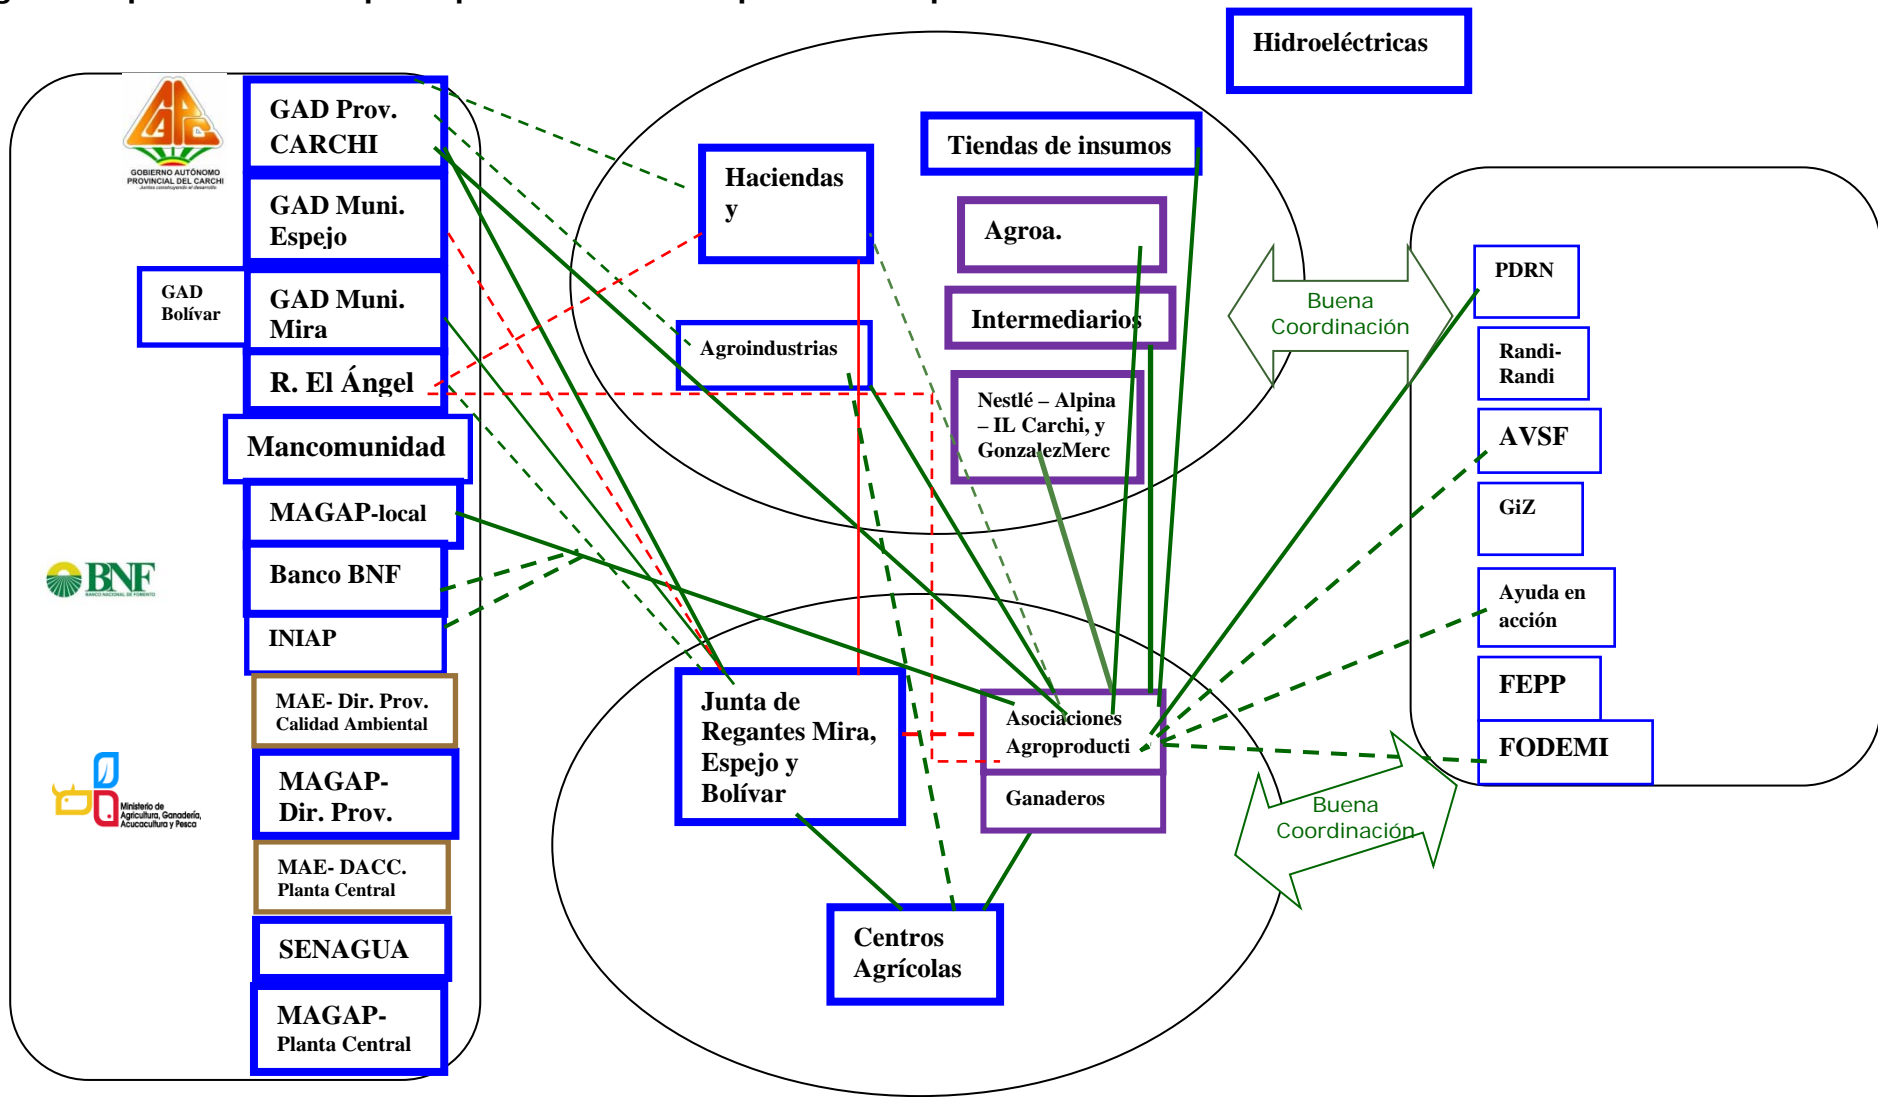 Hidroeléctricas
GAD Prov.
CARCHI
GOBIERNO AUTÓNOMO
PROVINCIAL DEL CARCHI
GAD Muni.
Espejo
GAD
Bolívar
GAD Muni.
Mira
R. El Ángel
Mancomunidad
MAGAP-local
BNF
BANCO NACIONAL DE FOMENTO
Banco BNF
INIAP
MAE- Dir. Prov.
Calidad Ambiental
Ministerio de
Agricultura, Ganadería,
Acuacultura y Pesca
MAGAP-
Dir. Prov.
MAE- DACC.
Planta Central
SENAGUA
MAGAP-
Planta Central
Haciendas
y
Agroindustrias
Tiendas de insumos
Agroa.
Intermediarios
Nestlé – Alpina
– IL Carchi, y
GonzalezMerc
Junta de
Regantes Mira,
Espejo y
Bolívar
Asociaciones
Agroproducti
Ganaderos
Centros
Agrícolas
Buena
Coordinación
Buena
Coordinación
PDRN
Randi-
Randi
AVSF
GiZ
Ayuda en
acción
FEPP
FODEMI